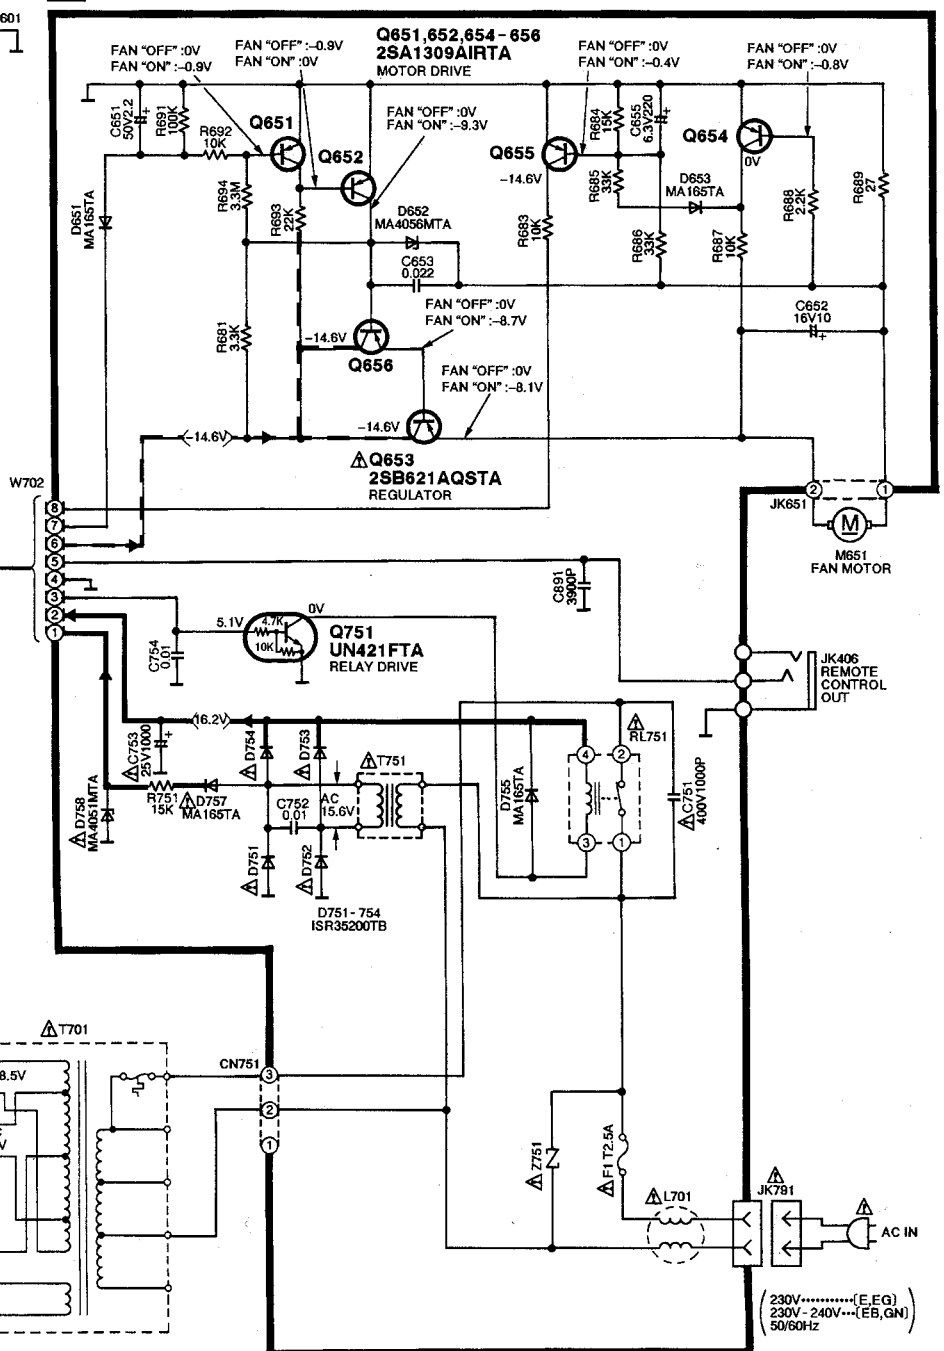 601
Q651,652,654-656
2SA1309AIRTA
MOTOR DRIVE
FAN "OFF" :0V
FAN "ON" :-0.9V
FAN "OFF" :-0.9V
FAN "ON" :0V
FAN "OFF" :0V
FAN "ON" :-9.3V
FAN "OFF" :0V
FAN "ON" :-0.4V
FAN "OFF" :0V
FAN "ON" :-0.8V
C651
50V2.2
R691
100K
R692
10K
Q651
Q652
R684
15K
C655
6.3V220
Q655
-14.6V
R685
33K
Q654
0V
D653
MA165TA
R688
2.2K
R689
27
D651
MA165TA
R694
3.3M
R693
22K
D652
MA4056MTA
C653
0.022
R683
10K
R686
33K
R687
10K
C652
16V10
FAN "OFF" :0V
FAN "ON" :-8.7V
R681
3.3K
-14.6V
Q656
FAN "OFF" :0V
FAN "ON" :-8.1V
-14.6V
-14.6V
Q653
2SB621AQSTA
REGULATOR
W702
8
7
6
5
4
3
2
1
JK651
2
1
M
M651
FAN MOTOR
C891
3900P
5.1V
4.7K
10K
0V
Q751
UN421FTA
RELAY DRIVE
C754
0.01
JK406
REMOTE
CONTROL
OUT
16.2V
C753
25V1000
D754
D753
T751
RL751
4
2
3
1
D755
MA165TA
C751
400V1000P
D758
MA4051MTA
R751
15K
D757
MA165TA
C752
0.01
AC
15.6V
D751
D752
D751-754
ISR35200TB
T701
8.5V
V
CN751
3
2
1
Z751
F1 T2.5A
L701
JK791
AC IN
230V············[E,EG]
230V-240V···[EB,GN]
50/60Hz